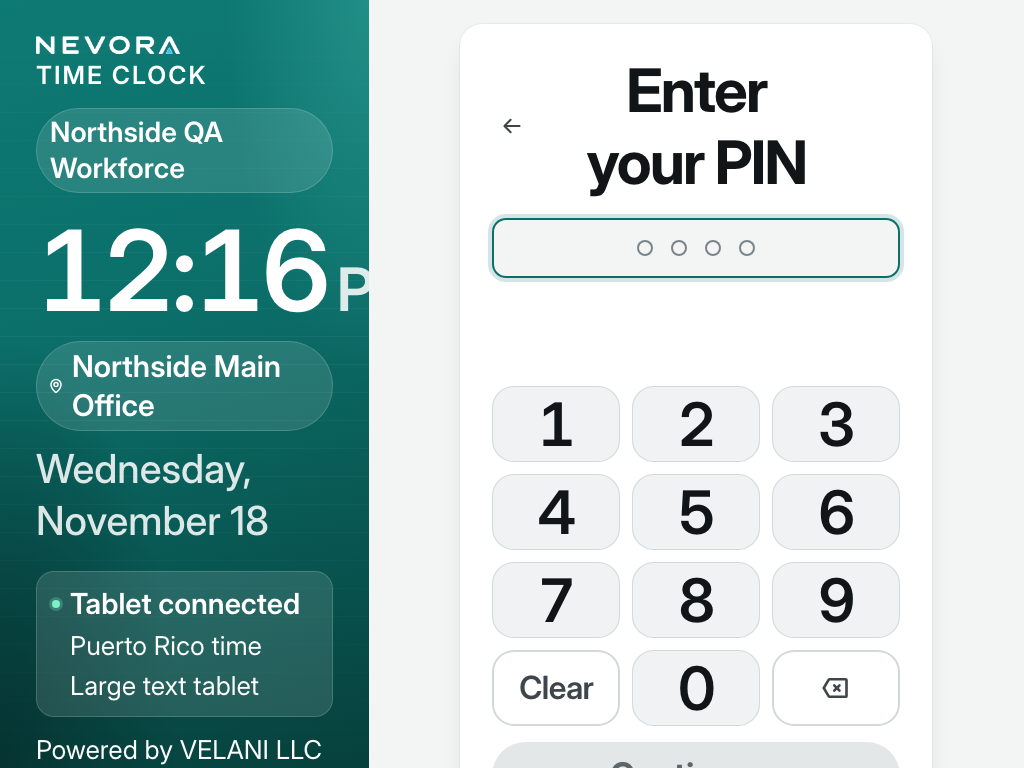 NEVORA
TIME CLOCK
Northside QA
Workforce
12:16 P
Northside Main
Office
Wednesday,
November 18
Tablet connected
Puerto Rico time
Large text tablet
Powered by VELANI LLC
Enter
your PIN
1 2 3
4 5 6
7 8 9
Clear 0